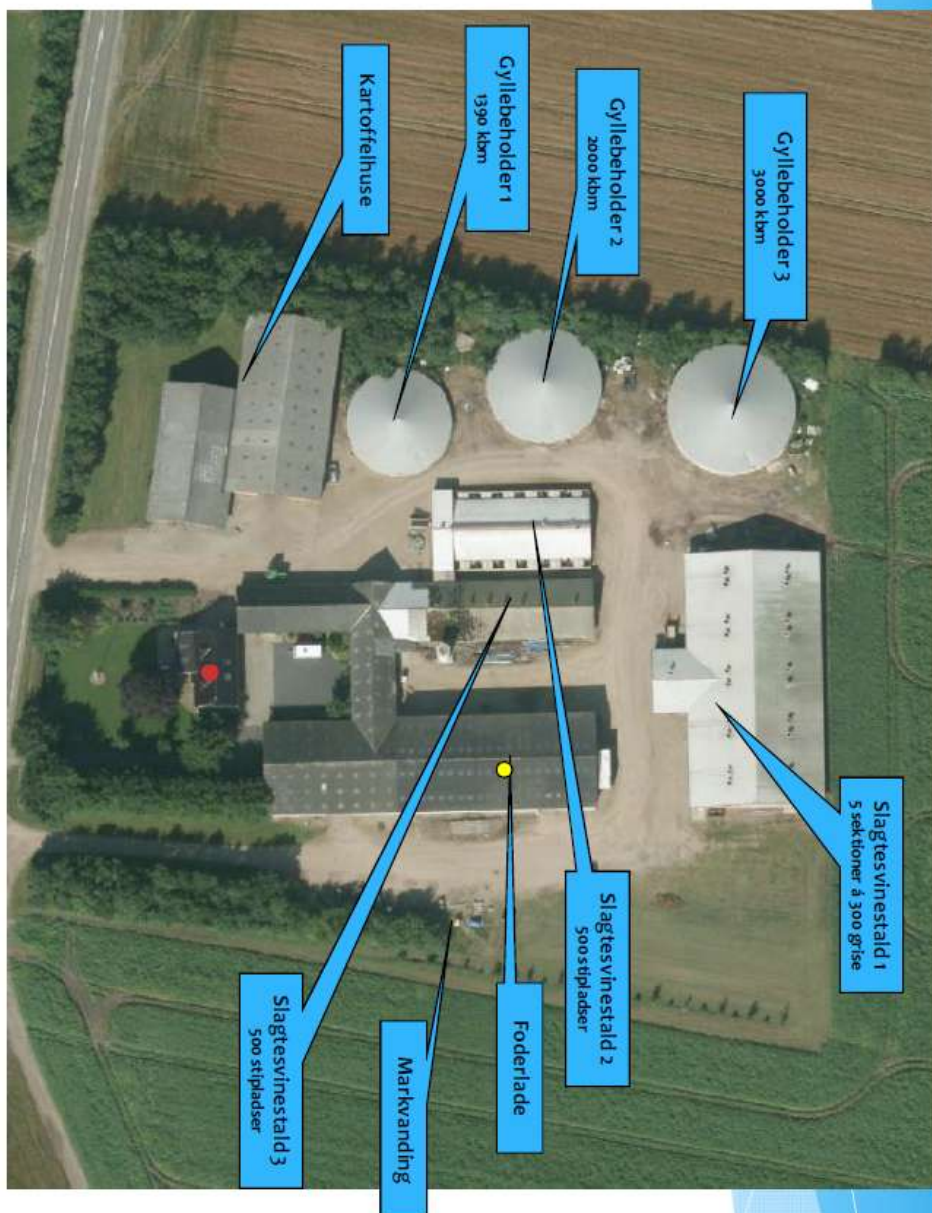 Slagtesvinestald 1
5 sektioner á 300 grise
Gyllebeholder 3
3000 kbm
Gyllebeholder 2
2000 kbm
Slagtesvinestald 2
500 stipladser
Foderlade
Gyllebeholder 1
1390 kbm
Markvanding
Kartoffelhuse
Slagtesvinestald 3
500 stipladser